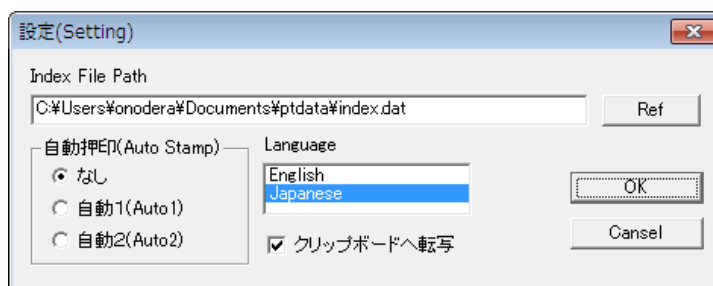 設定(Setting)
Index File Path
C:¥Users¥onodera¥Documents¥ptdata¥index.dat
Ref
自動押印(Auto Stamp)
なし
自動1(Auto1)
自動2(Auto2)
Language
English
Japanese
クリップボードへ転写
OK
Cansel